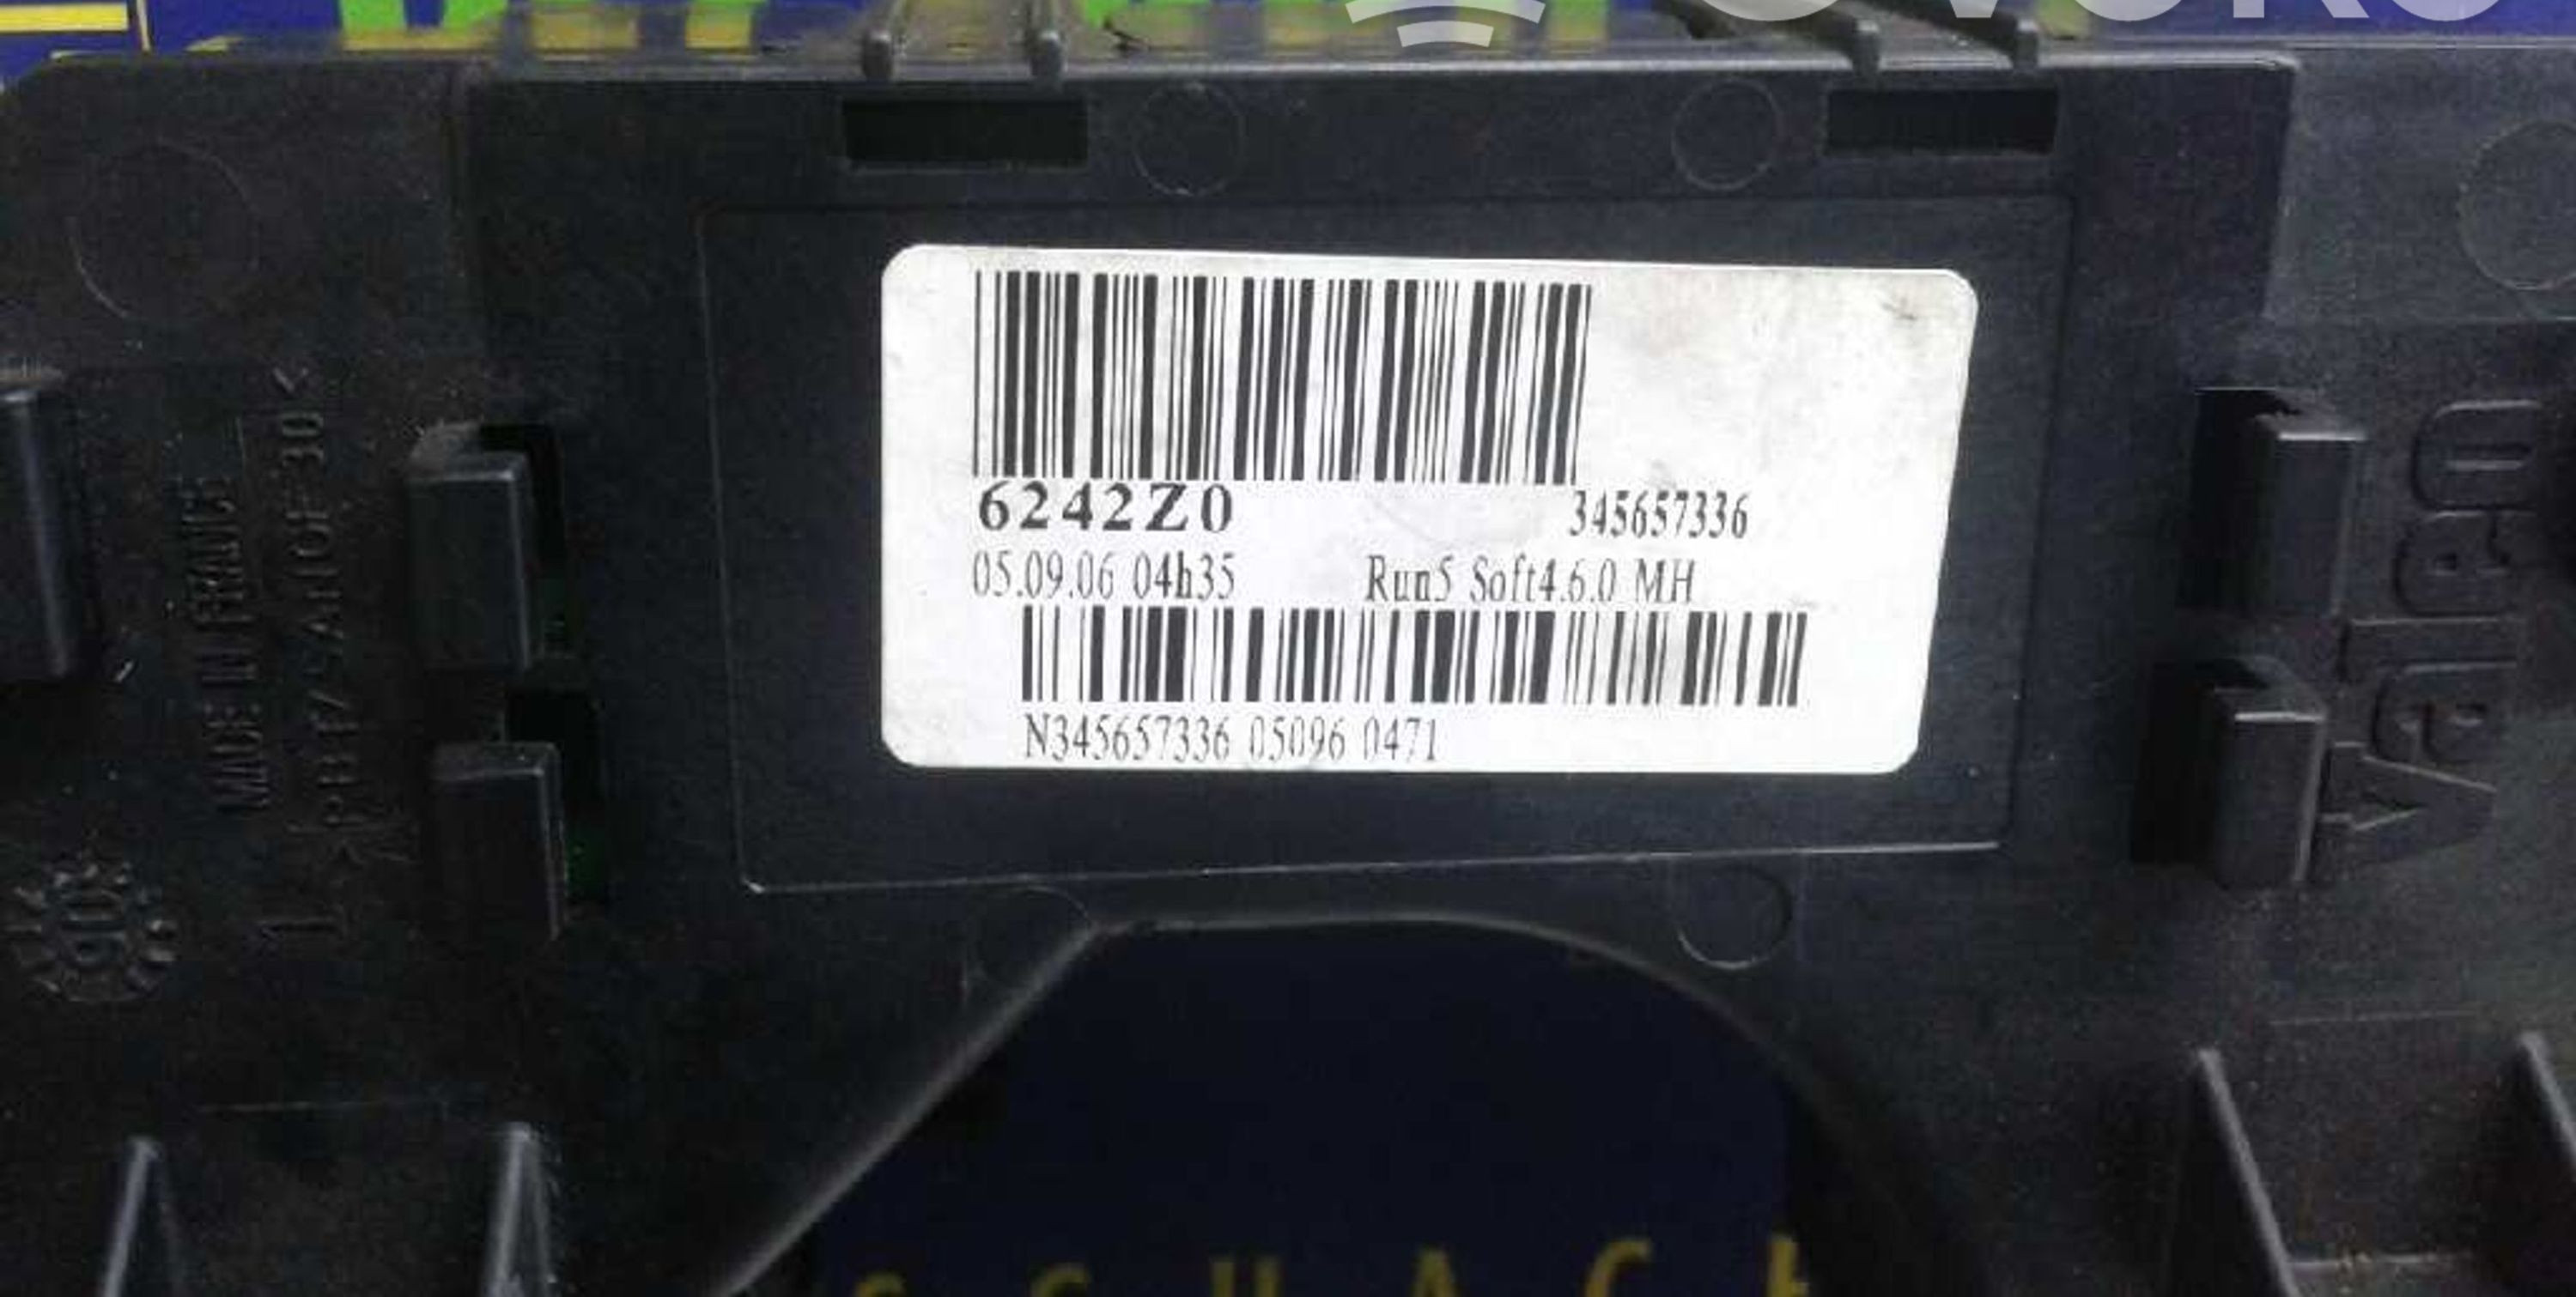 6242Z0 345657336
05.09.06 04h35 Run5 Soft4.6.0 MH
N345657336 05096 0471
MADE IN FRANCE
Valeo